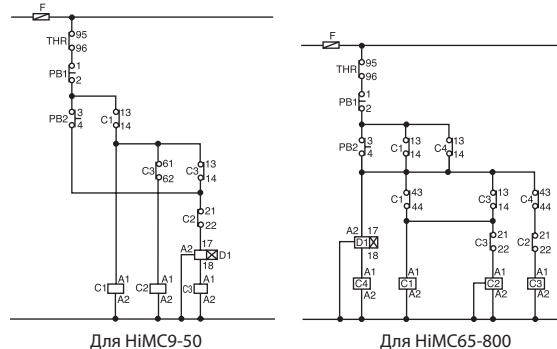 F
THR 95
96
1
PB1
2
3 13
PB2 C1
4 14
61 13
C3 C3
62 14
21
C2
22
A2 17
D1
18
A1 A1 A1
C1 C2 C3
A2 A2 A2
Для HiMC9-50
F
THR 95
96
1
PB1
2
3 13 13
PB2 C1 C4
4 14 14
43 13 43
C1 C3 C4
44 14 44
A2 17
D1
18
21 21
C3 C2
22 22
A1 A1 A1 A1
C4 C1 C2 C3
A2 A2 A2 A2
Для HiMC65-800